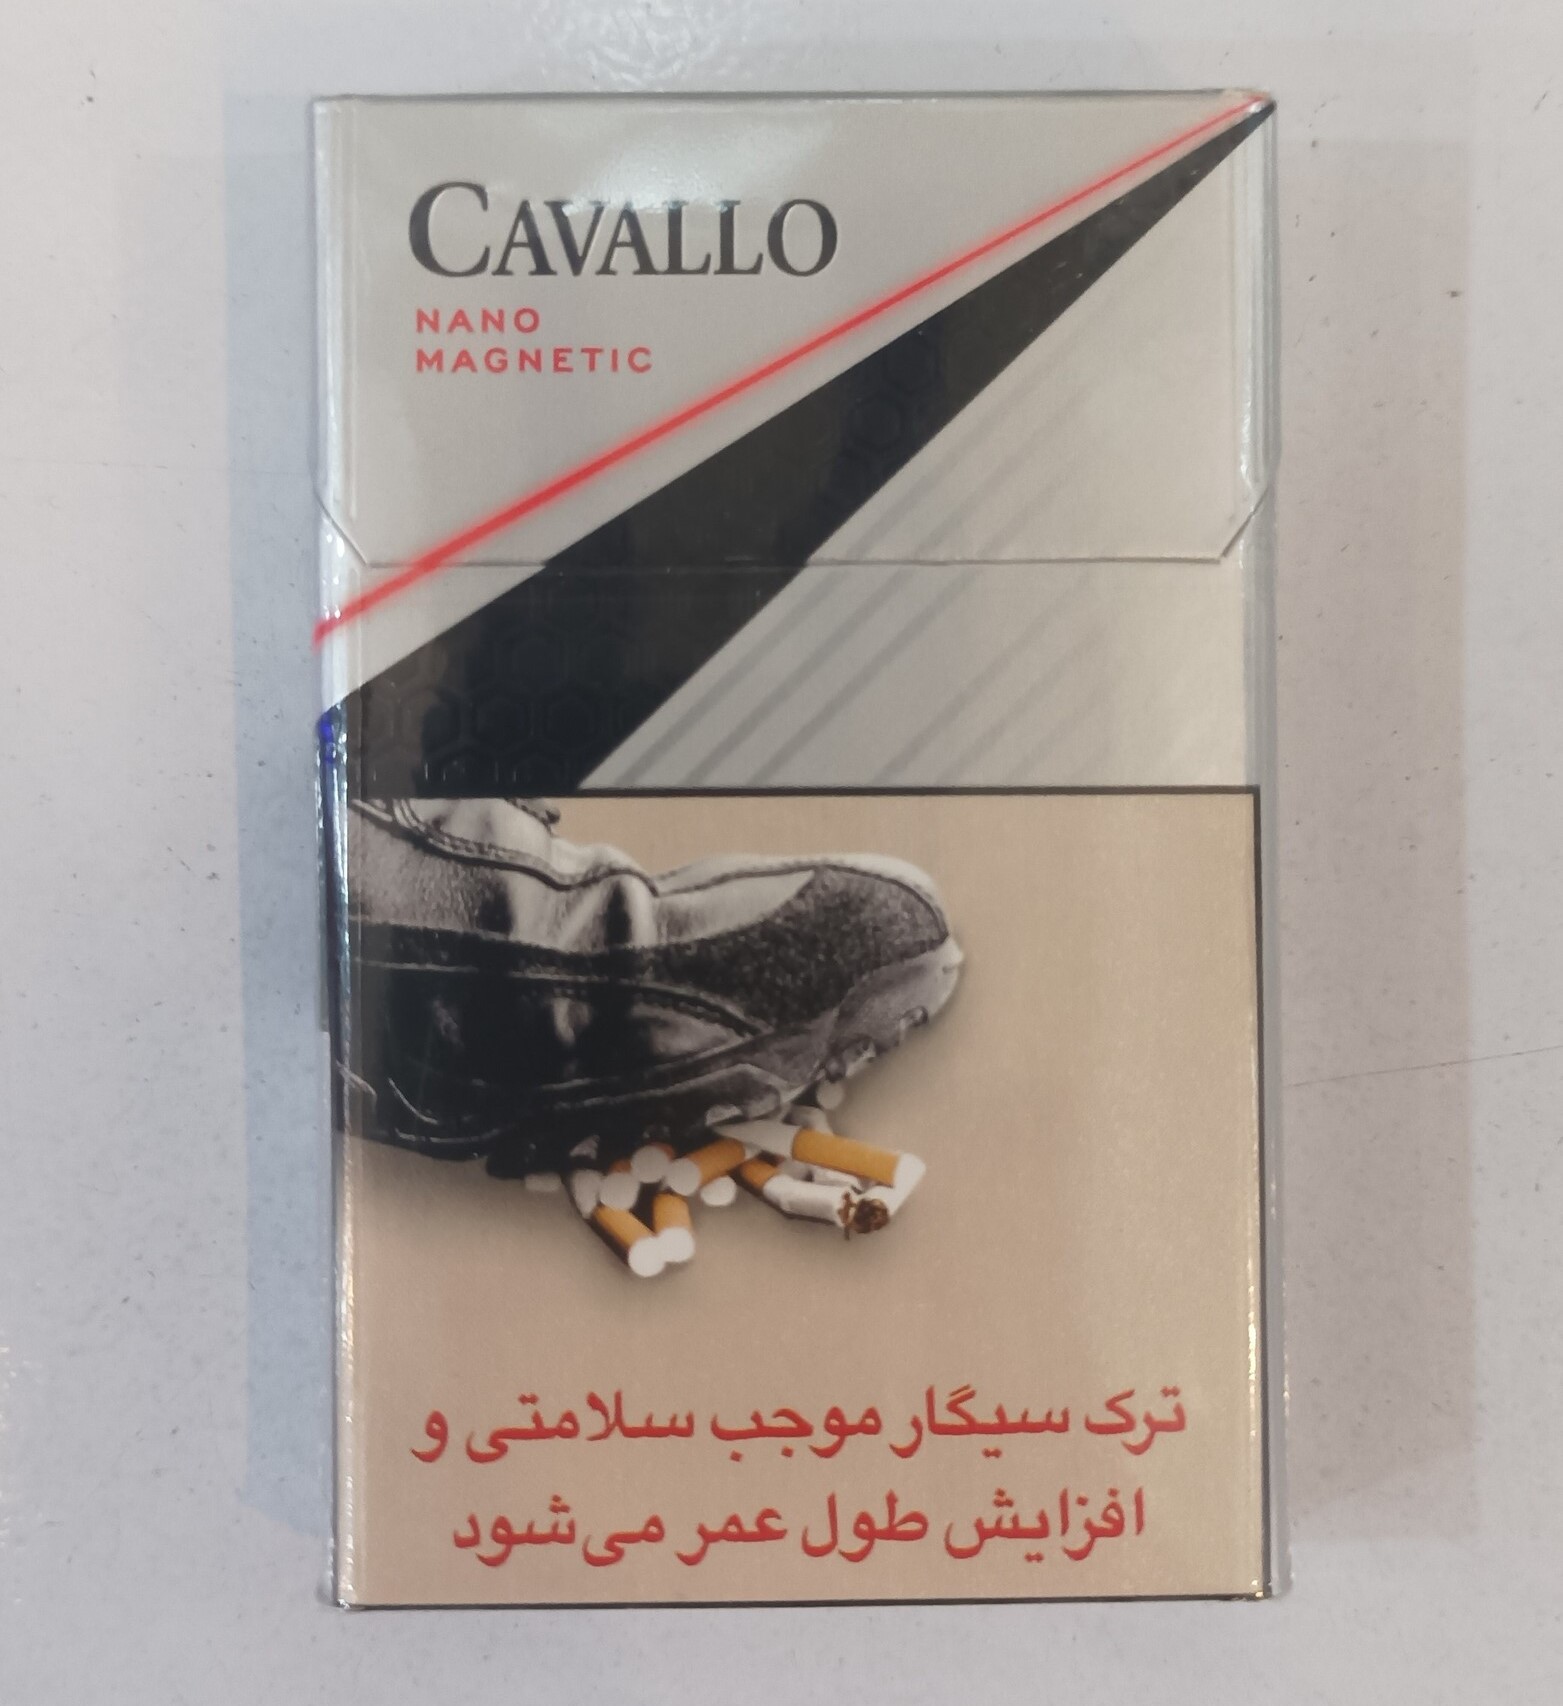 CAVALLO
NANO
MAGNETIC
ترک سیگار موجب سلامتی و
افزایش طول عمر می‌شود